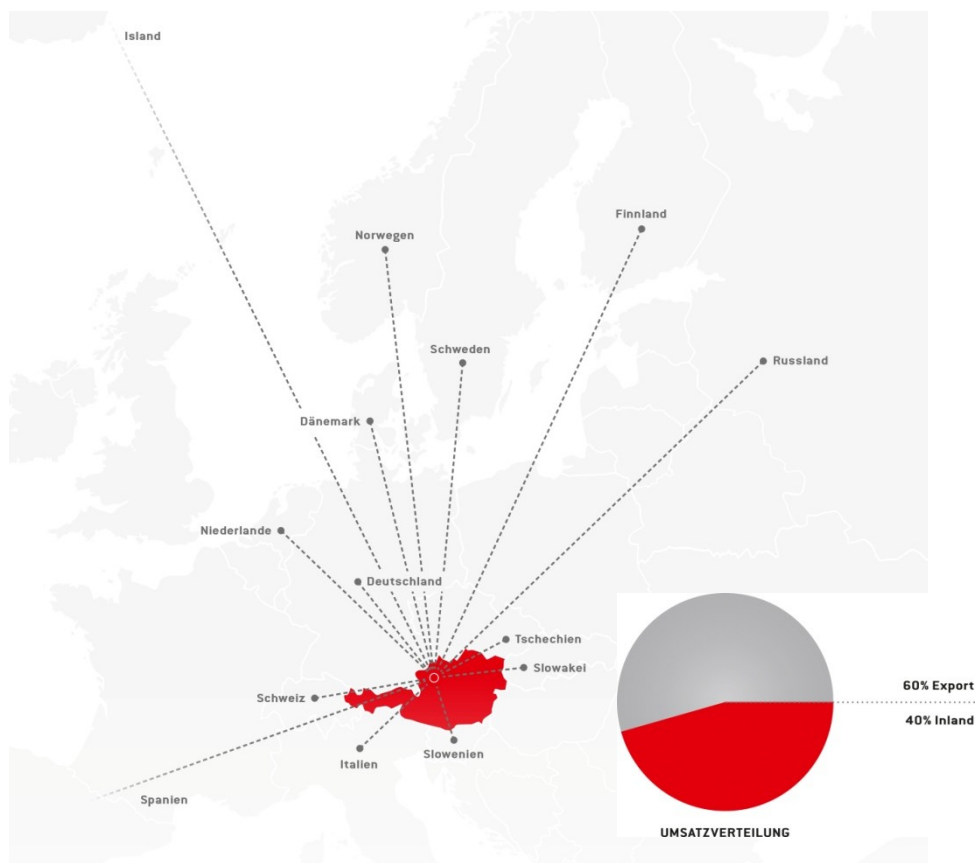 Island
Finnland
Norwegen
Schweden
Russland
Dänemark
Niederlande
Deutschland
Tschechien
Slowakei
Schweiz
Slowenien
Italien
Spanien
60% Export
40% Inland
UMSATZVERTEILUNG